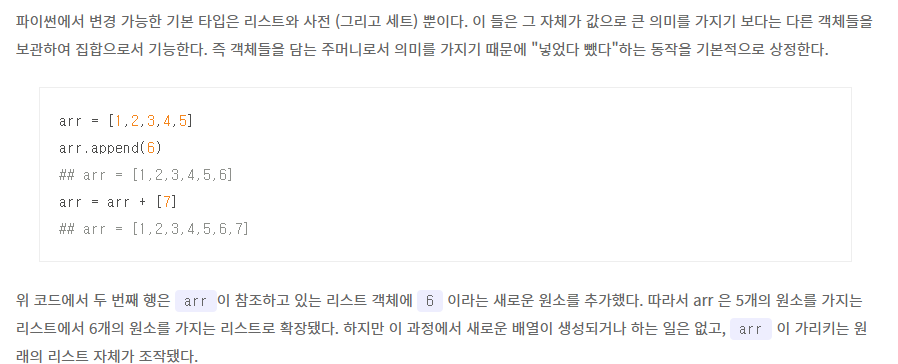 파이썬에서 변경 가능한 기본 타입은 리스트와 사전 (그리고 세트) 뿐이다. 이 들은 그 자체가 값으로 큰 의미를 가지기 보다는 다른 객체들을
보관하여 집합으로서 기능한다. 즉 객체들을 담는 주머니로서 의미를 가지기 때문에 "넣었다 뺐다"하는 동작을 기본적으로 상정한다.
arr = [1,2,3,4,5]
arr.append(6)
## arr = [1,2,3,4,5,6]
arr = arr + [7]
## arr = [1,2,3,4,5,6,7]
위 코드에서 두 번째 행은 arr 이 참조하고 있는 리스트 객체에 6 이라는 새로운 원소를 추가했다. 따라서 arr 은 5개의 원소를 가지는
리스트에서 6개의 원소를 가지는 리스트로 확장됐다. 하지만 이 과정에서 새로운 배열이 생성되거나 하는 일은 없고, arr 이 가리키는 원
래의 리스트 자체가 조작됐다.